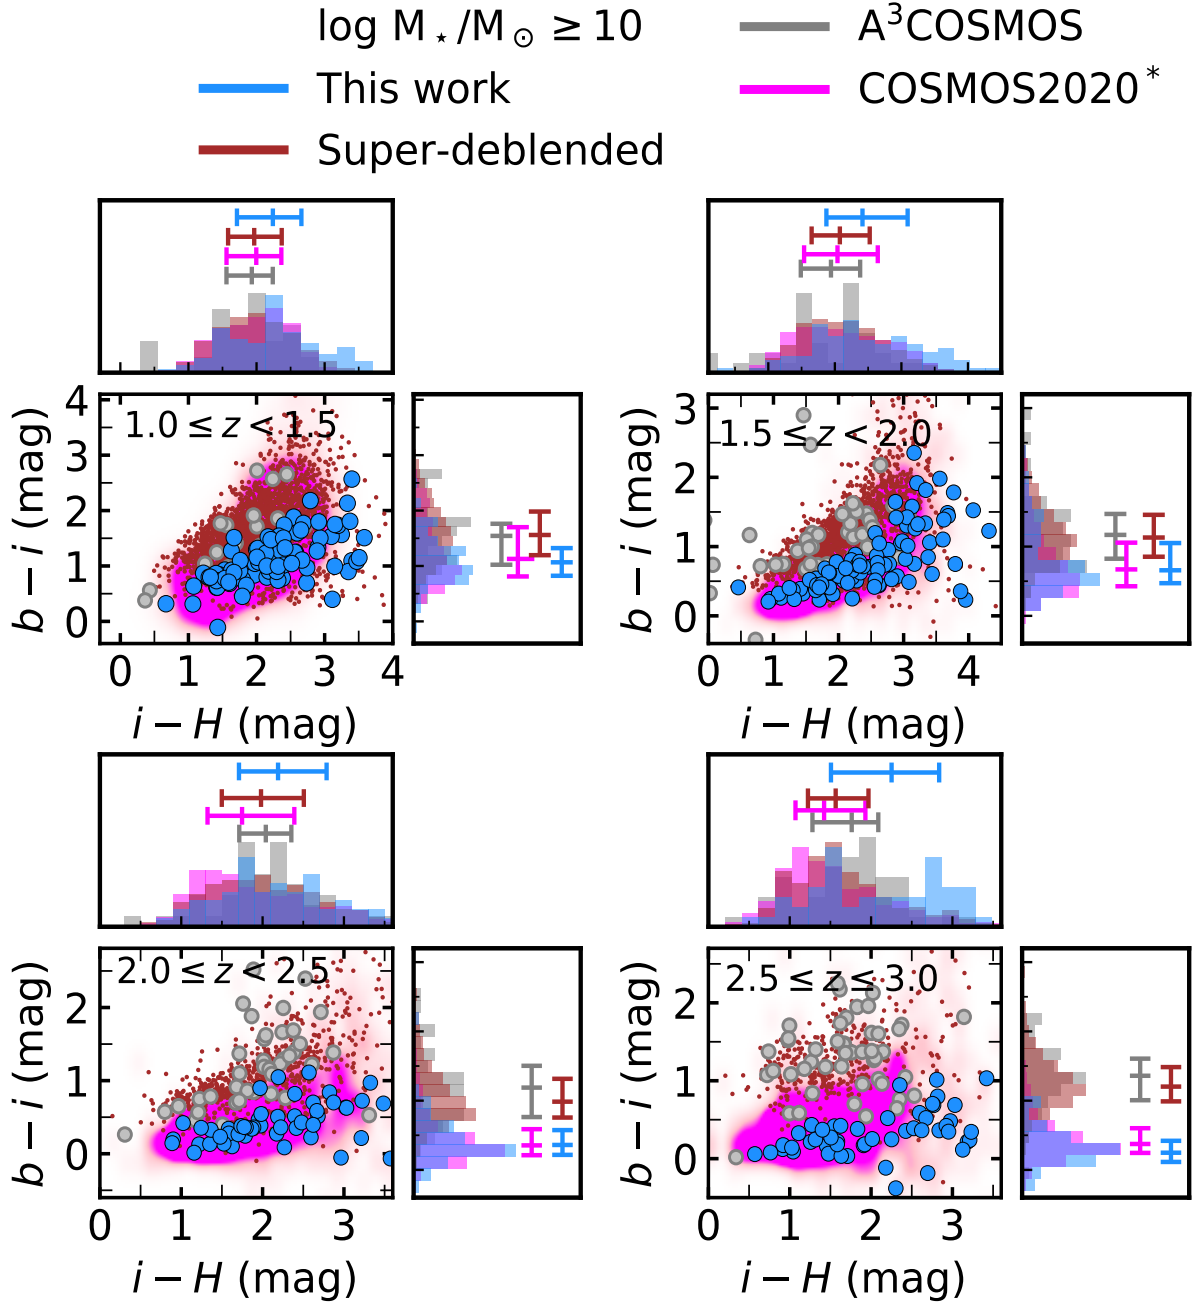 log M⋆/M⊙ ≥ 10
This work
Super-deblended
A³COSMOS
COSMOS2020*
1.0 ≤ z < 1.5
4
3
2
1
0
b − i (mag)
0 1 2 3 4
i − H (mag)
1.5 ≤ z < 2.0
3
2
1
0
b − i (mag)
0 1 2 3 4
i − H (mag)
2.0 ≤ z < 2.5
2
1
0
b − i (mag)
0 1 2 3
i − H (mag)
2.5 ≤ z ≤ 3.0
2
1
0
b − i (mag)
0 1 2 3
i − H (mag)